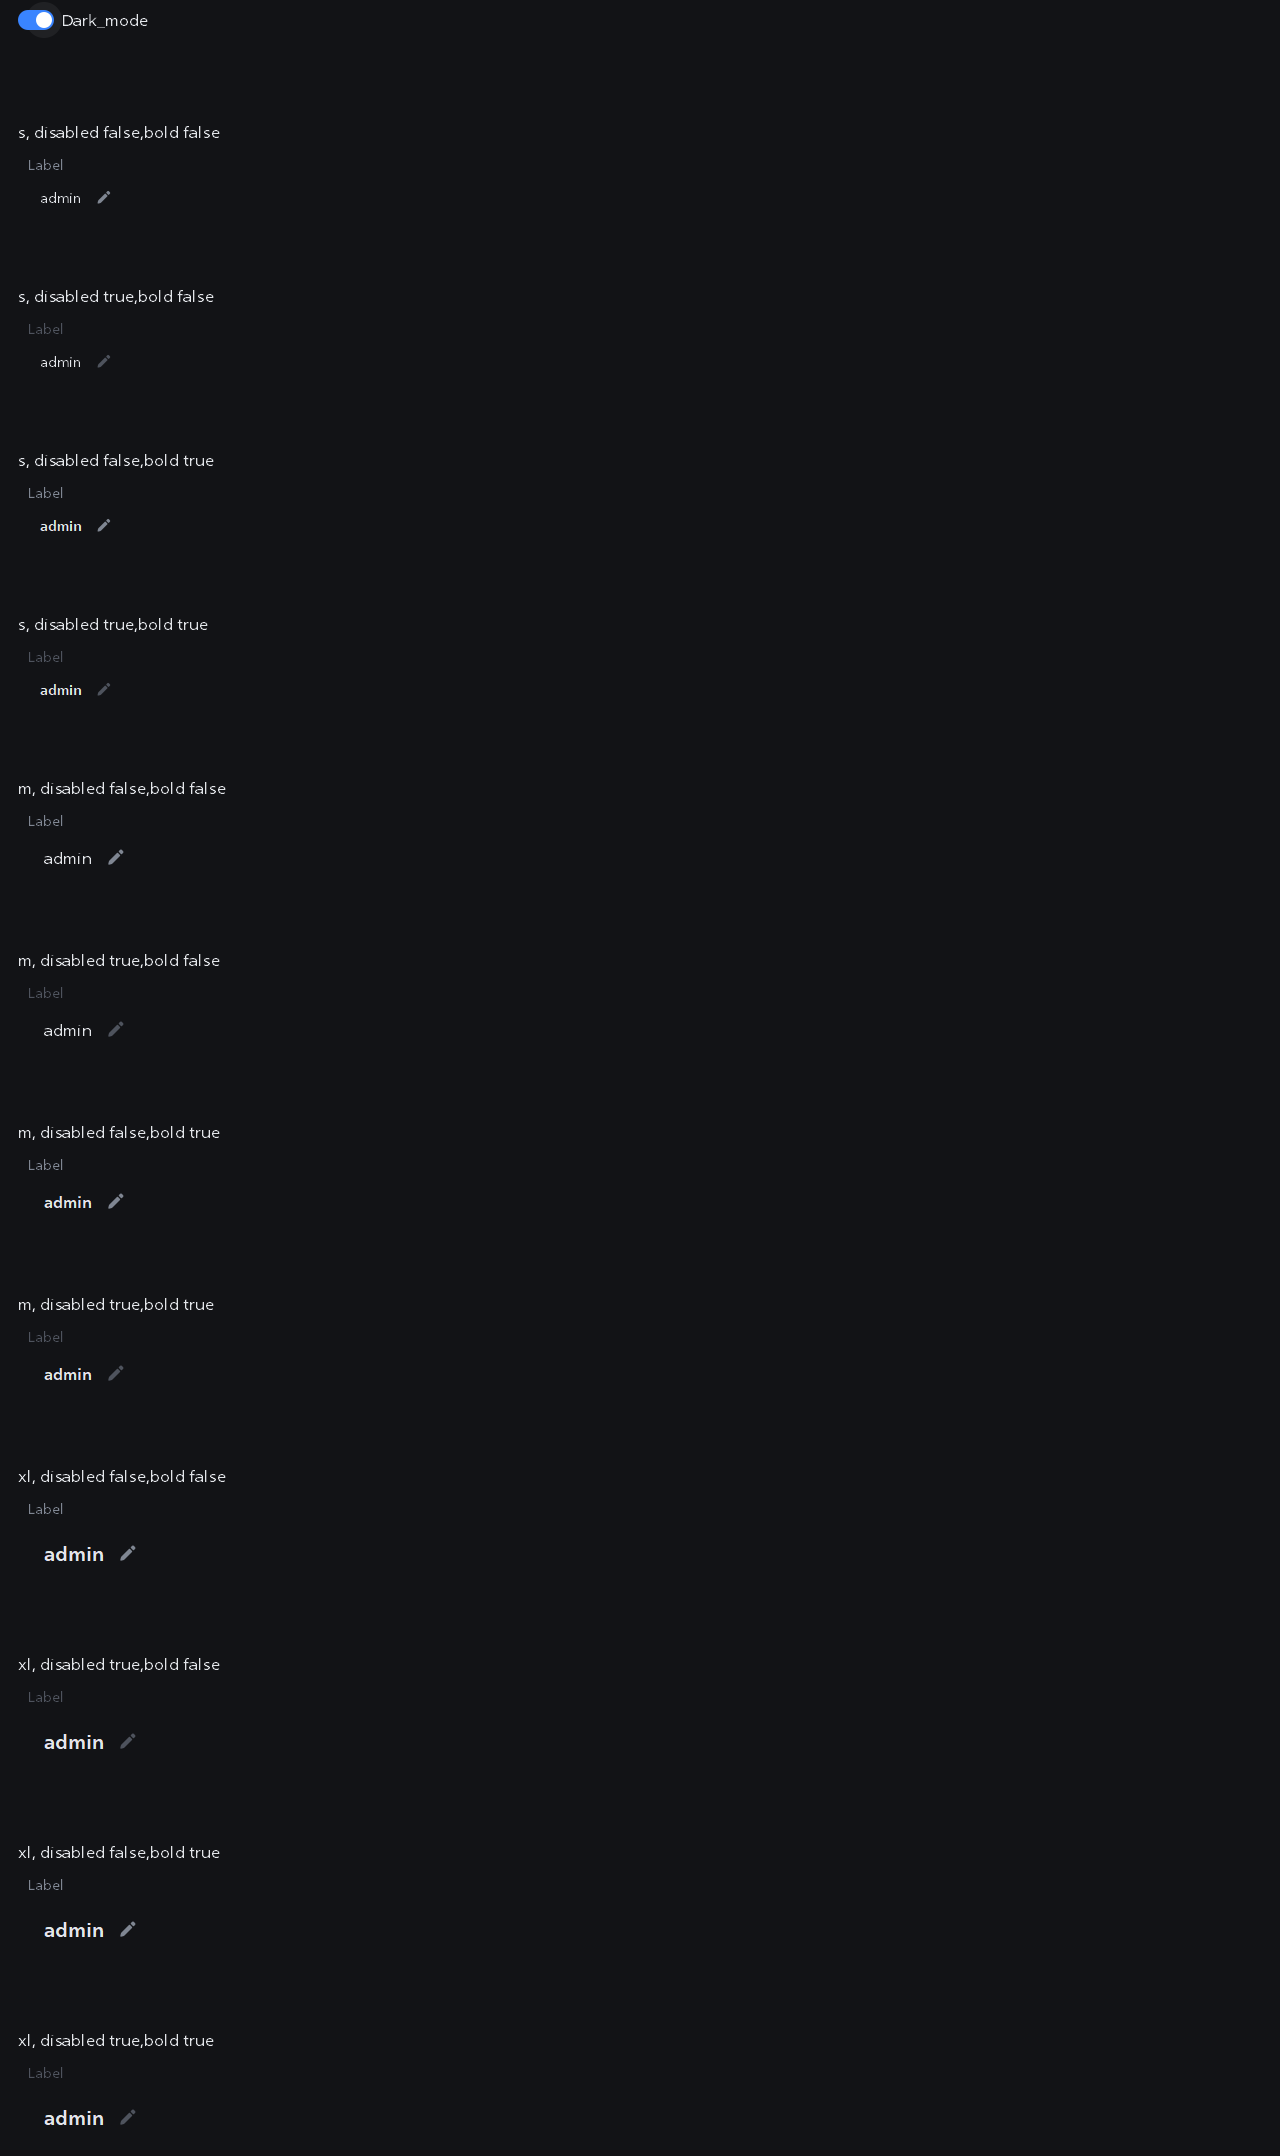 Dark_mode
s, disabled false,bold false
Label
admin
s, disabled true,bold false
Label
admin
s, disabled false,bold true
Label
admin
s, disabled true,bold true
Label
admin
m, disabled false,bold false
Label
admin
m, disabled true,bold false
Label
admin
m, disabled false,bold true
Label
admin
m, disabled true,bold true
Label
admin
xl, disabled false,bold false
Label
admin
xl, disabled true,bold false
Label
admin
xl, disabled false,bold true
Label
admin
xl, disabled true,bold true
Label
admin